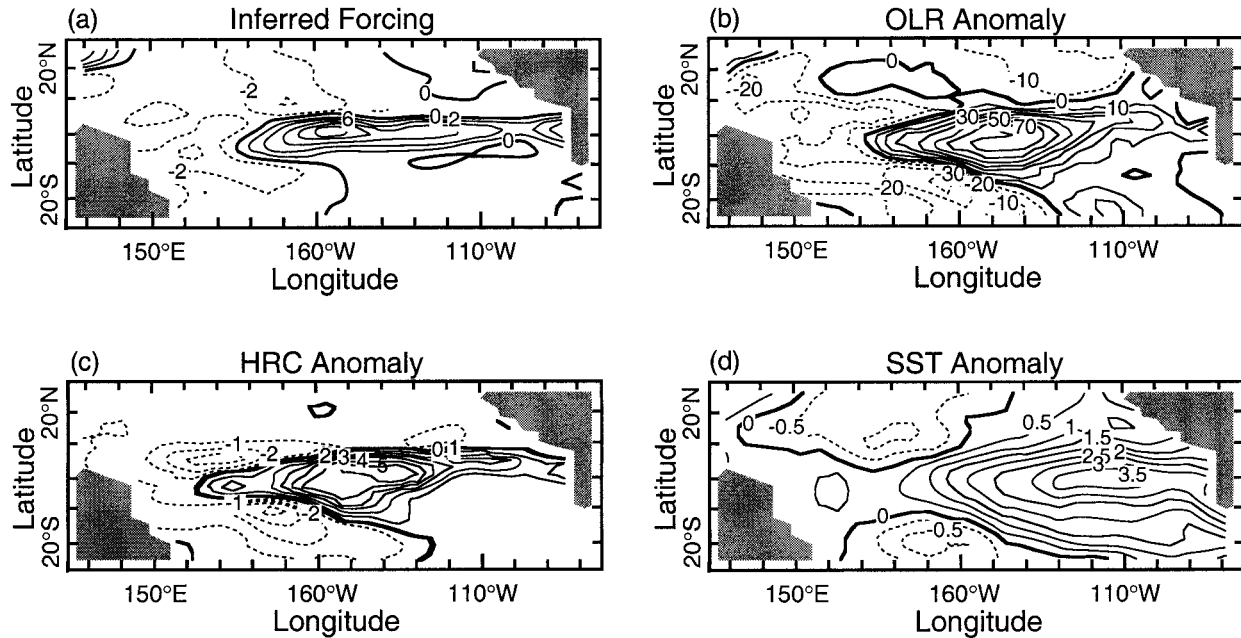 (a) Inferred Forcing
20°N
Latitude
20°S
-2
6
0
2
0
0
-2
150°E 160°W 110°W
Longitude
(b) OLR Anomaly
20°N
Latitude
20°S
0
-10
-20
0
30
50
70
10
30
-20
-20
-10
150°E 160°W 110°W
Longitude
(c) HRC Anomaly
20°N
Latitude
20°S
1
2
2
3
4
5
0
1
1
2
150°E 160°W 110°W
Longitude
(d) SST Anomaly
20°N
Latitude
20°S
0
-0.5
0.5
1
1.5
2
2.5
3
3.5
0
-0.5
150°E 160°W 110°W
Longitude